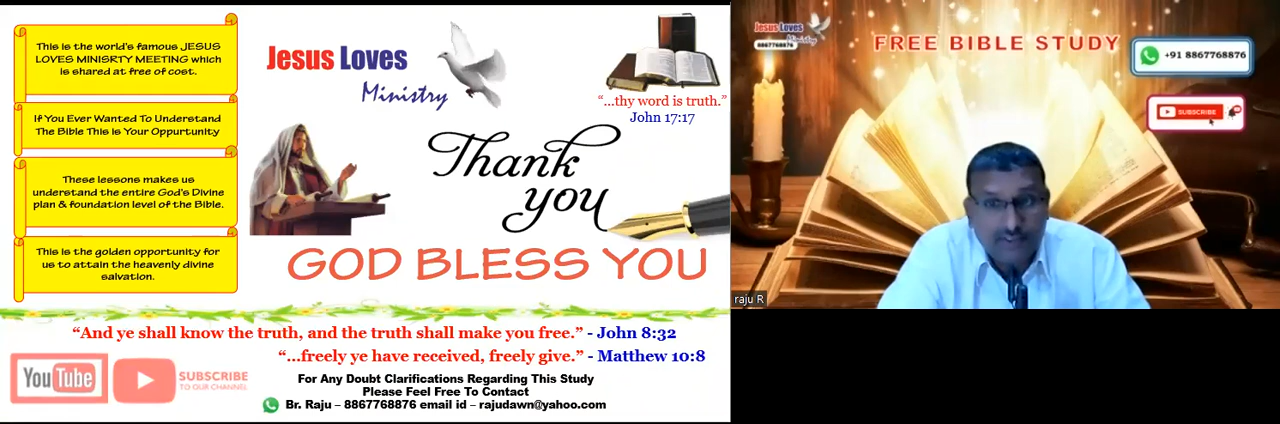 This is the world's famous JESUS
LOVES MINISRTY MEETING which
is shared at free of cost.
If You Ever Wanted To Understand
The Bible This is Your Oppurtunity
These lessons makes us
understand the entire God's Divine
plan & foundation level of the Bible.
This is the golden opportunity for
us to attain the heavenly divine
salvation.
Jesus Loves
Ministry
"...thy word is truth."
John 17:17
Thank
you
GOD BLESS YOU
"And ye shall know the truth, and the truth shall make you free." - John 8:32
"...freely ye have received, freely give." - Matthew 10:8
YouTube
SUBSCRIBE
TO OUR CHANNEL
For Any Doubt Clarifications Regarding This Study
Please Feel Free To Contact
Br. Raju – 8867768876 email id – rajudawn@yahoo.com
Jesus Loves
Ministry
8867768876
FREE BIBLE STUDY
+91 8867768876
SUBSCRIBE
raju R